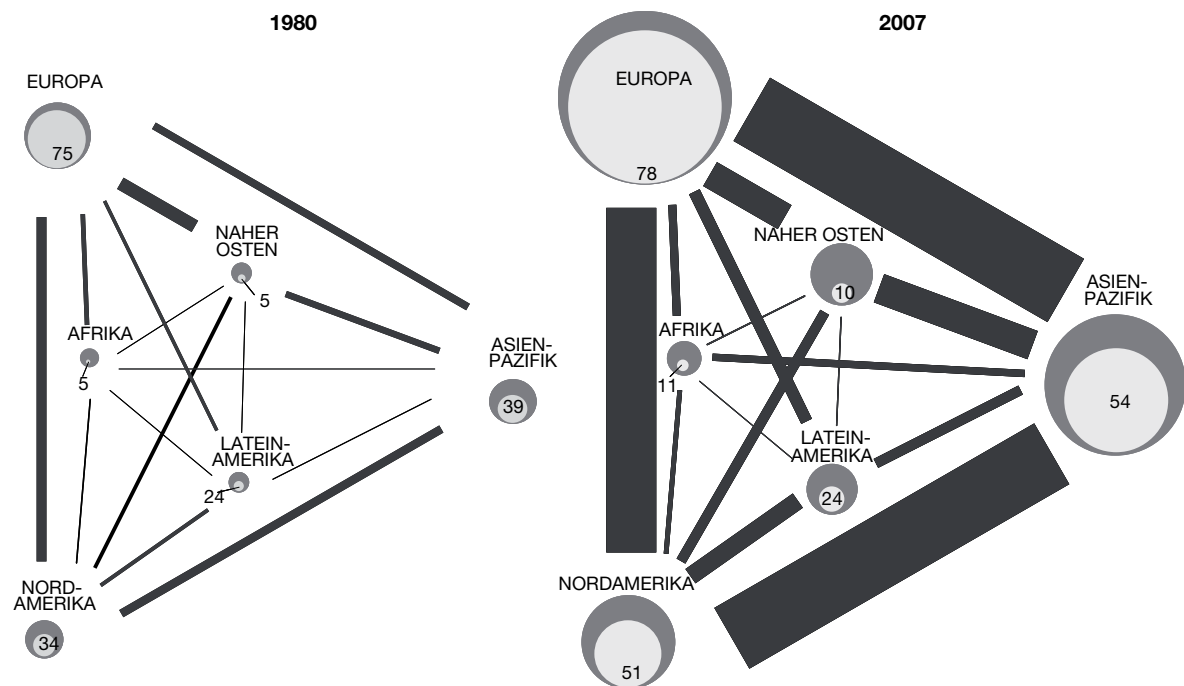 1980
EUROPA
75
NAHER
OSTEN
5
AFRIKA
5
ASIEN-
PAZIFIK
39
LATEIN-
AMERIKA
24
NORD-
AMERIKA
34
2007
EUROPA
78
NAHER OSTEN
10
ASIEN-
PAZIFIK
54
AFRIKA
11
LATEIN-
AMERIKA
24
NORDAMERIKA
51